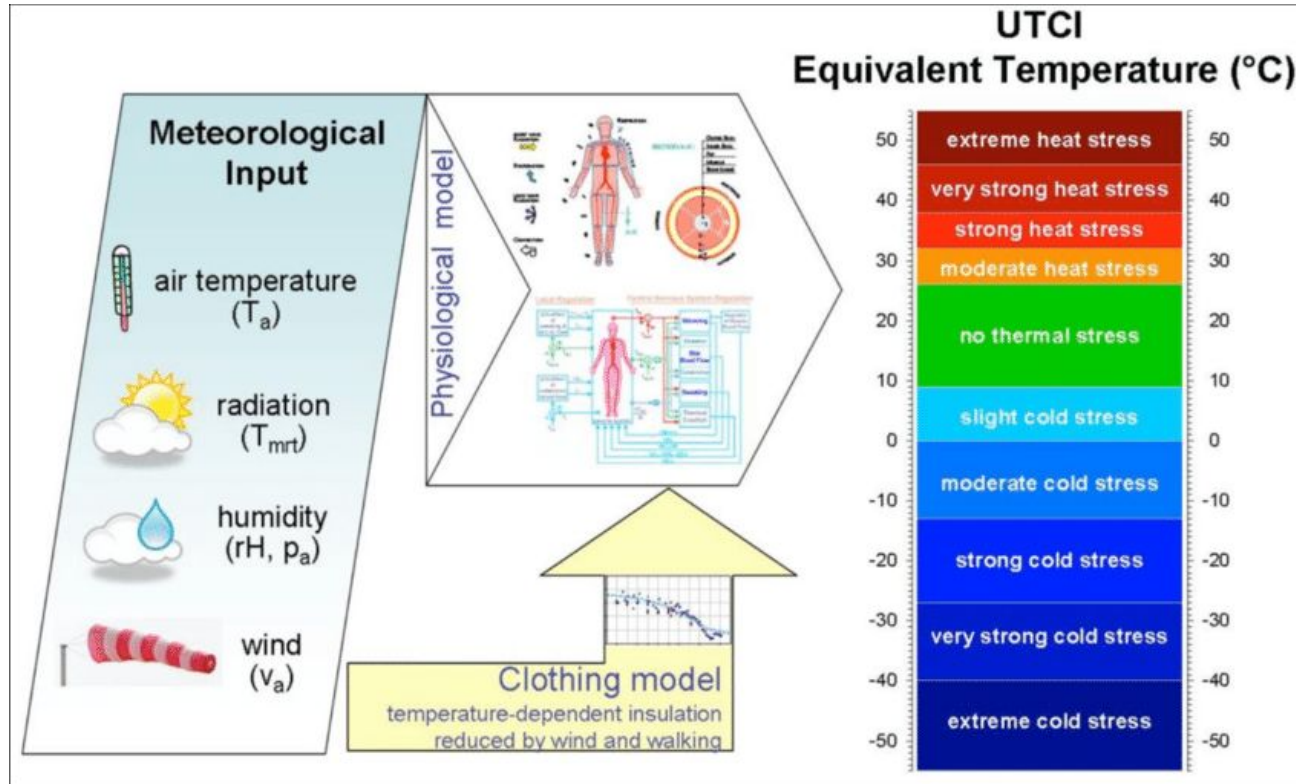 UTCI
Equivalent Temperature (°C)
Meteorological
Input
air temperature
(Tₐ)
radiation
(Tₘᵣₜ)
humidity
(rH, pₐ)
wind
(vₐ)
Physiological model
Clothing model
temperature-dependent insulation
reduced by wind and walking
50
40
30
20
10
0
-10
-20
-30
-40
-50
extreme heat stress
very strong heat stress
strong heat stress
moderate heat stress
no thermal stress
slight cold stress
moderate cold stress
strong cold stress
very strong cold stress
extreme cold stress
50
40
30
20
10
0
-10
-20
-30
-40
-50